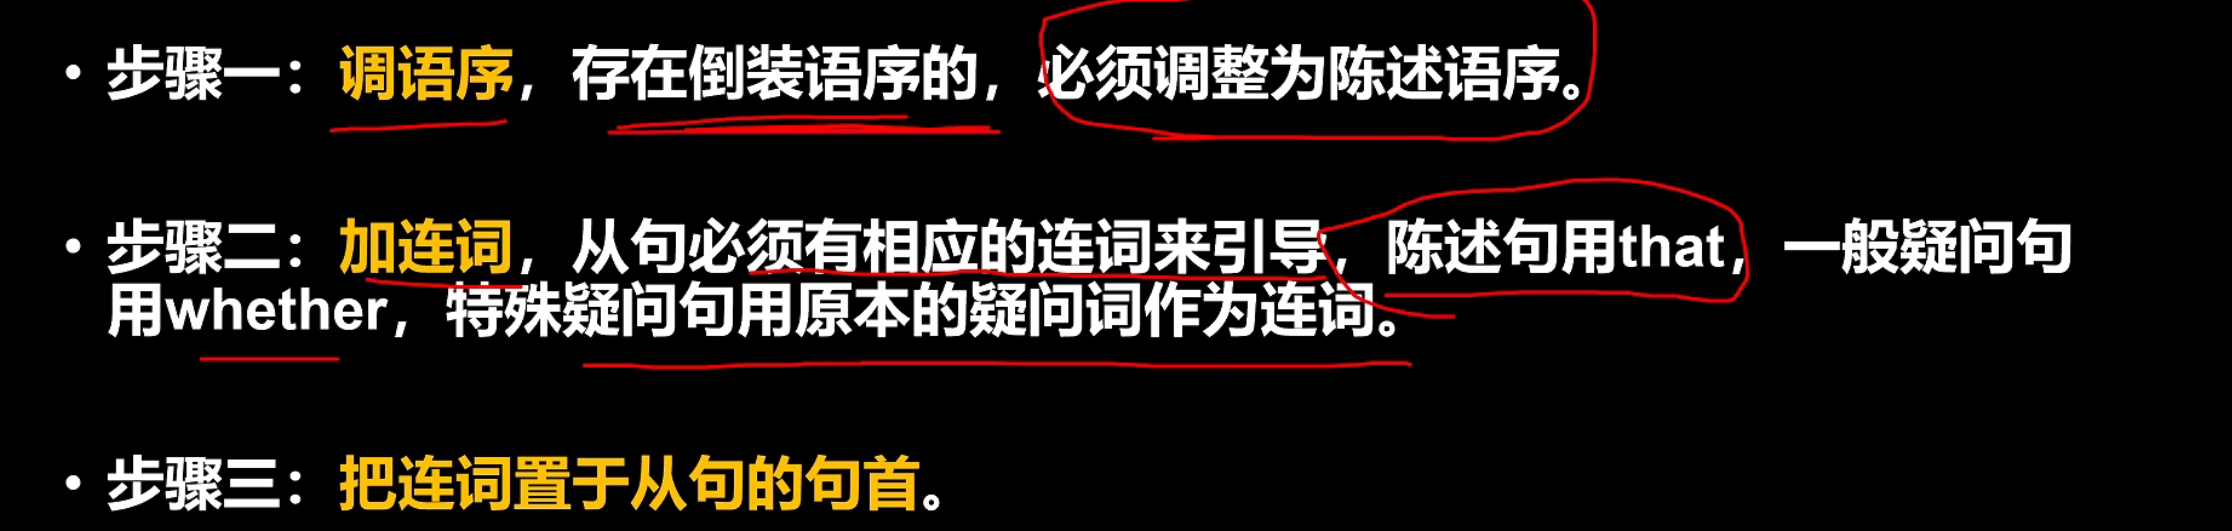 • 步骤一：调语序，存在倒装语序的，必须调整为陈述语序。
• 步骤二：加连词，从句必须有相应的连词来引导，陈述句用that，一般疑问句
用whether，特殊疑问句用原本的疑问词作为连词。
• 步骤三：把连词置于从句的句首。